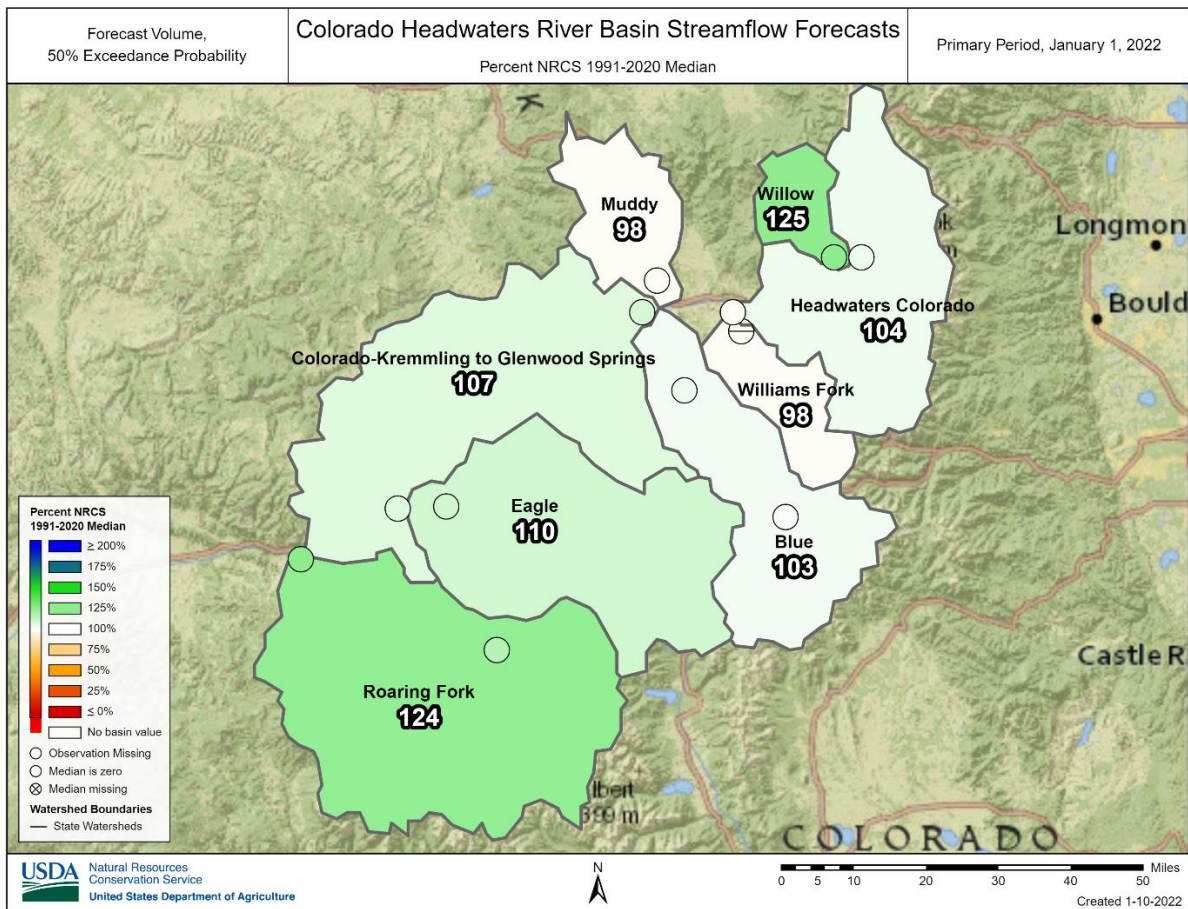 Forecast Volume,
50% Exceedance Probability
Colorado Headwaters River Basin Streamflow Forecasts
Percent NRCS 1991-2020 Median
Primary Period, January 1, 2022
K
Muddy
98
Willow
125
Longmon
m
Bould
Headwaters Colorado
104
Colorado-Kremmling to Glenwood Springs
107
Williams Fork
98
Eagle
110
Blue
103
Castle R
Roaring Fork
124
lbert
399 m
COLORADO
Percent NRCS
1991-2020 Median
≥ 200%
175%
150%
125%
100%
75%
50%
25%
≤ 0%
No basin value
Observation Missing
Median is zero
Median missing
Watershed Boundaries
State Watersheds
USDA
Natural Resources
Conservation Service
United States Department of Agriculture
N
Miles
0 5 10 20 30 40 50
Created 1-10-2022